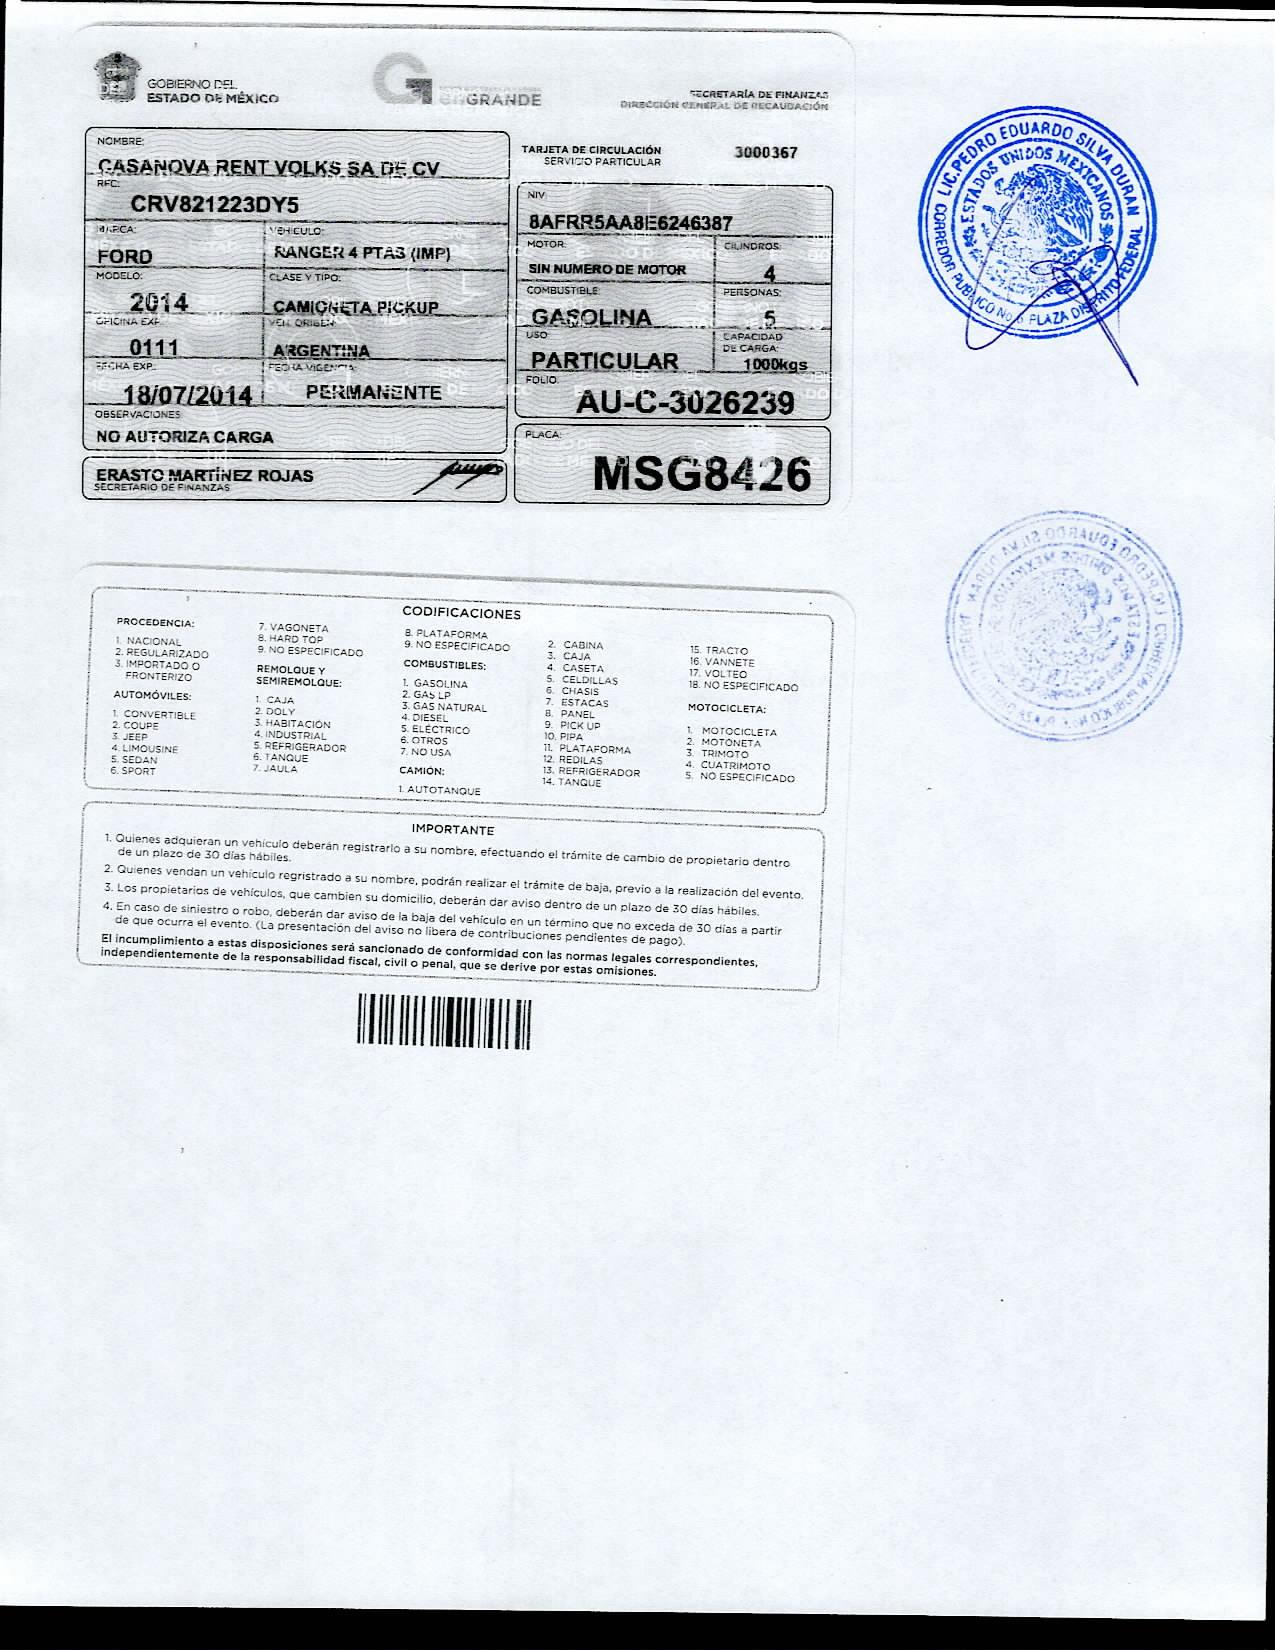 GOBIERNO DEL
ESTADO DE MÉXICO
enGRANDE
SECRETARÍA DE FINANZAS
DIRECCIÓN GENERAL DE RECAUDACIÓN
NOMBRE:
CASANOVA RENT VOLKS SA DE CV
RFC:
CRV821223DY5
MARCA:
FORD
VEHICULO:
RANGER 4 PTAS (IMP)
MODELO:
2014
CLASE Y TIPO:
CAMIONETA PICKUP
OFICINA EXP.
0111
VEH. ORIGEN:
ARGENTINA
FECHA EXP.:
18/07/2014
FECHA VIGENCIA:
PERMANENTE
OBSERVACIONES
NO AUTORIZA CARGA
ERASTO MARTÍNEZ ROJAS
SECRETARIO DE FINANZAS
TARJETA DE CIRCULACIÓN
SERVICIO PARTICULAR
3000367
NIV:
8AFRR5AA8E6246387
MOTOR:
SIN NUMERO DE MOTOR
CILINDROS:
4
COMBUSTIBLE:
GASOLINA
PERSONAS:
5
USO:
PARTICULAR
CAPACIDAD
DE CARGA:
1000kgs
FOLIO:
AU-C-3026239
PLACA:
MSG8426
LIC. PEDRO EDUARDO SILVA DURAN
ESTADOS UNIDOS MEXICANOS
CORREDOR PUBLICO No. 6 PLAZA DISTRITO FEDERAL
CODIFICACIONES
PROCEDENCIA:
1. NACIONAL
2. REGULARIZADO
3. IMPORTADO O
FRONTERIZO
AUTOMÓVILES:
1. CONVERTIBLE
2. COUPE
3. JEEP
4. LIMOUSINE
5. SEDAN
6. SPORT
7. VAGONETA
8. HARD TOP
9. NO ESPECIFICADO
REMOLQUE Y
SEMIREMOLQUE:
1. CAJA
2. DOLY
3. HABITACIÓN
4. INDUSTRIAL
5. REFRIGERADOR
6. TANQUE
7. JAULA
8. PLATAFORMA
9. NO ESPECIFICADO
COMBUSTIBLES:
1. GASOLINA
2. GAS LP
3. GAS NATURAL
4. DIESEL
5. ELÉCTRICO
6. OTROS
7. NO USA
CAMIÓN:
1. AUTOTANQUE
2. CABINA
3. CAJA
4. CASETA
5. CELDILLAS
6. CHASIS
7. ESTACAS
8. PANEL
9. PICK UP
10. PIPA
11. PLATAFORMA
12. REDILAS
13. REFRIGERADOR
14. TANQUE
15. TRACTO
16. VANNETE
17. VOLTEO
18. NO ESPECIFICADO
MOTOCICLETA:
1. MOTOCICLETA
2. MOTONETA
3. TRIMOTO
4. CUATRIMOTO
5. NO ESPECIFICADO
IMPORTANTE
1. Quienes adquieran un vehículo deberán registrarlo a su nombre, efectuando el trámite de cambio de propietario dentro
de un plazo de 30 días hábiles.
2. Quienes vendan un vehículo regristrado a su nombre, podrán realizar el trámite de baja, previo a la realización del evento.
3. Los propietarios de vehículos, que cambien su domicilio, deberán dar aviso dentro de un plazo de 30 días hábiles.
4. En caso de siniestro o robo, deberán dar aviso de la baja del vehículo en un término que no exceda de 30 días a partir
de que ocurra el evento. (La presentación del aviso no libera de contribuciones pendientes de pago).
El incumplimiento a estas disposiciones será sancionado de conformidad con las normas legales correspondientes,
independientemente de la responsabilidad fiscal, civil o penal, que se derive por estas omisiones.